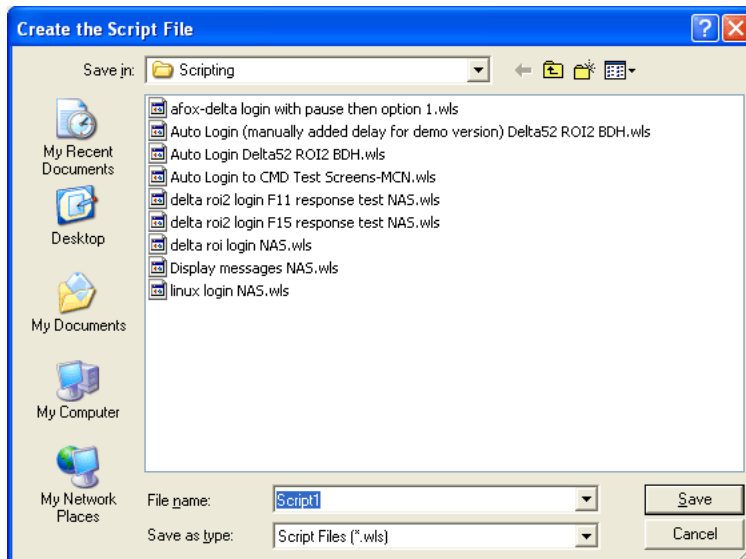 Create the Script File
Save in:
Scripting
My Recent
Documents
Desktop
My Documents
My Computer
My Network
Places
afox-delta login with pause then option 1.wls
Auto Login (manually added delay for demo version) Delta52 ROI2 BDH.wls
Auto Login Delta52 ROI2 BDH.wls
Auto Login to CMD Test Screens-MCN.wls
delta roi2 login F11 response test NAS.wls
delta roi2 login F15 response test NAS.wls
delta roi login NAS.wls
Display messages NAS.wls
linux login NAS.wls
File name:
Script1
Save
Save as type:
Script Files (*.wls)
Cancel